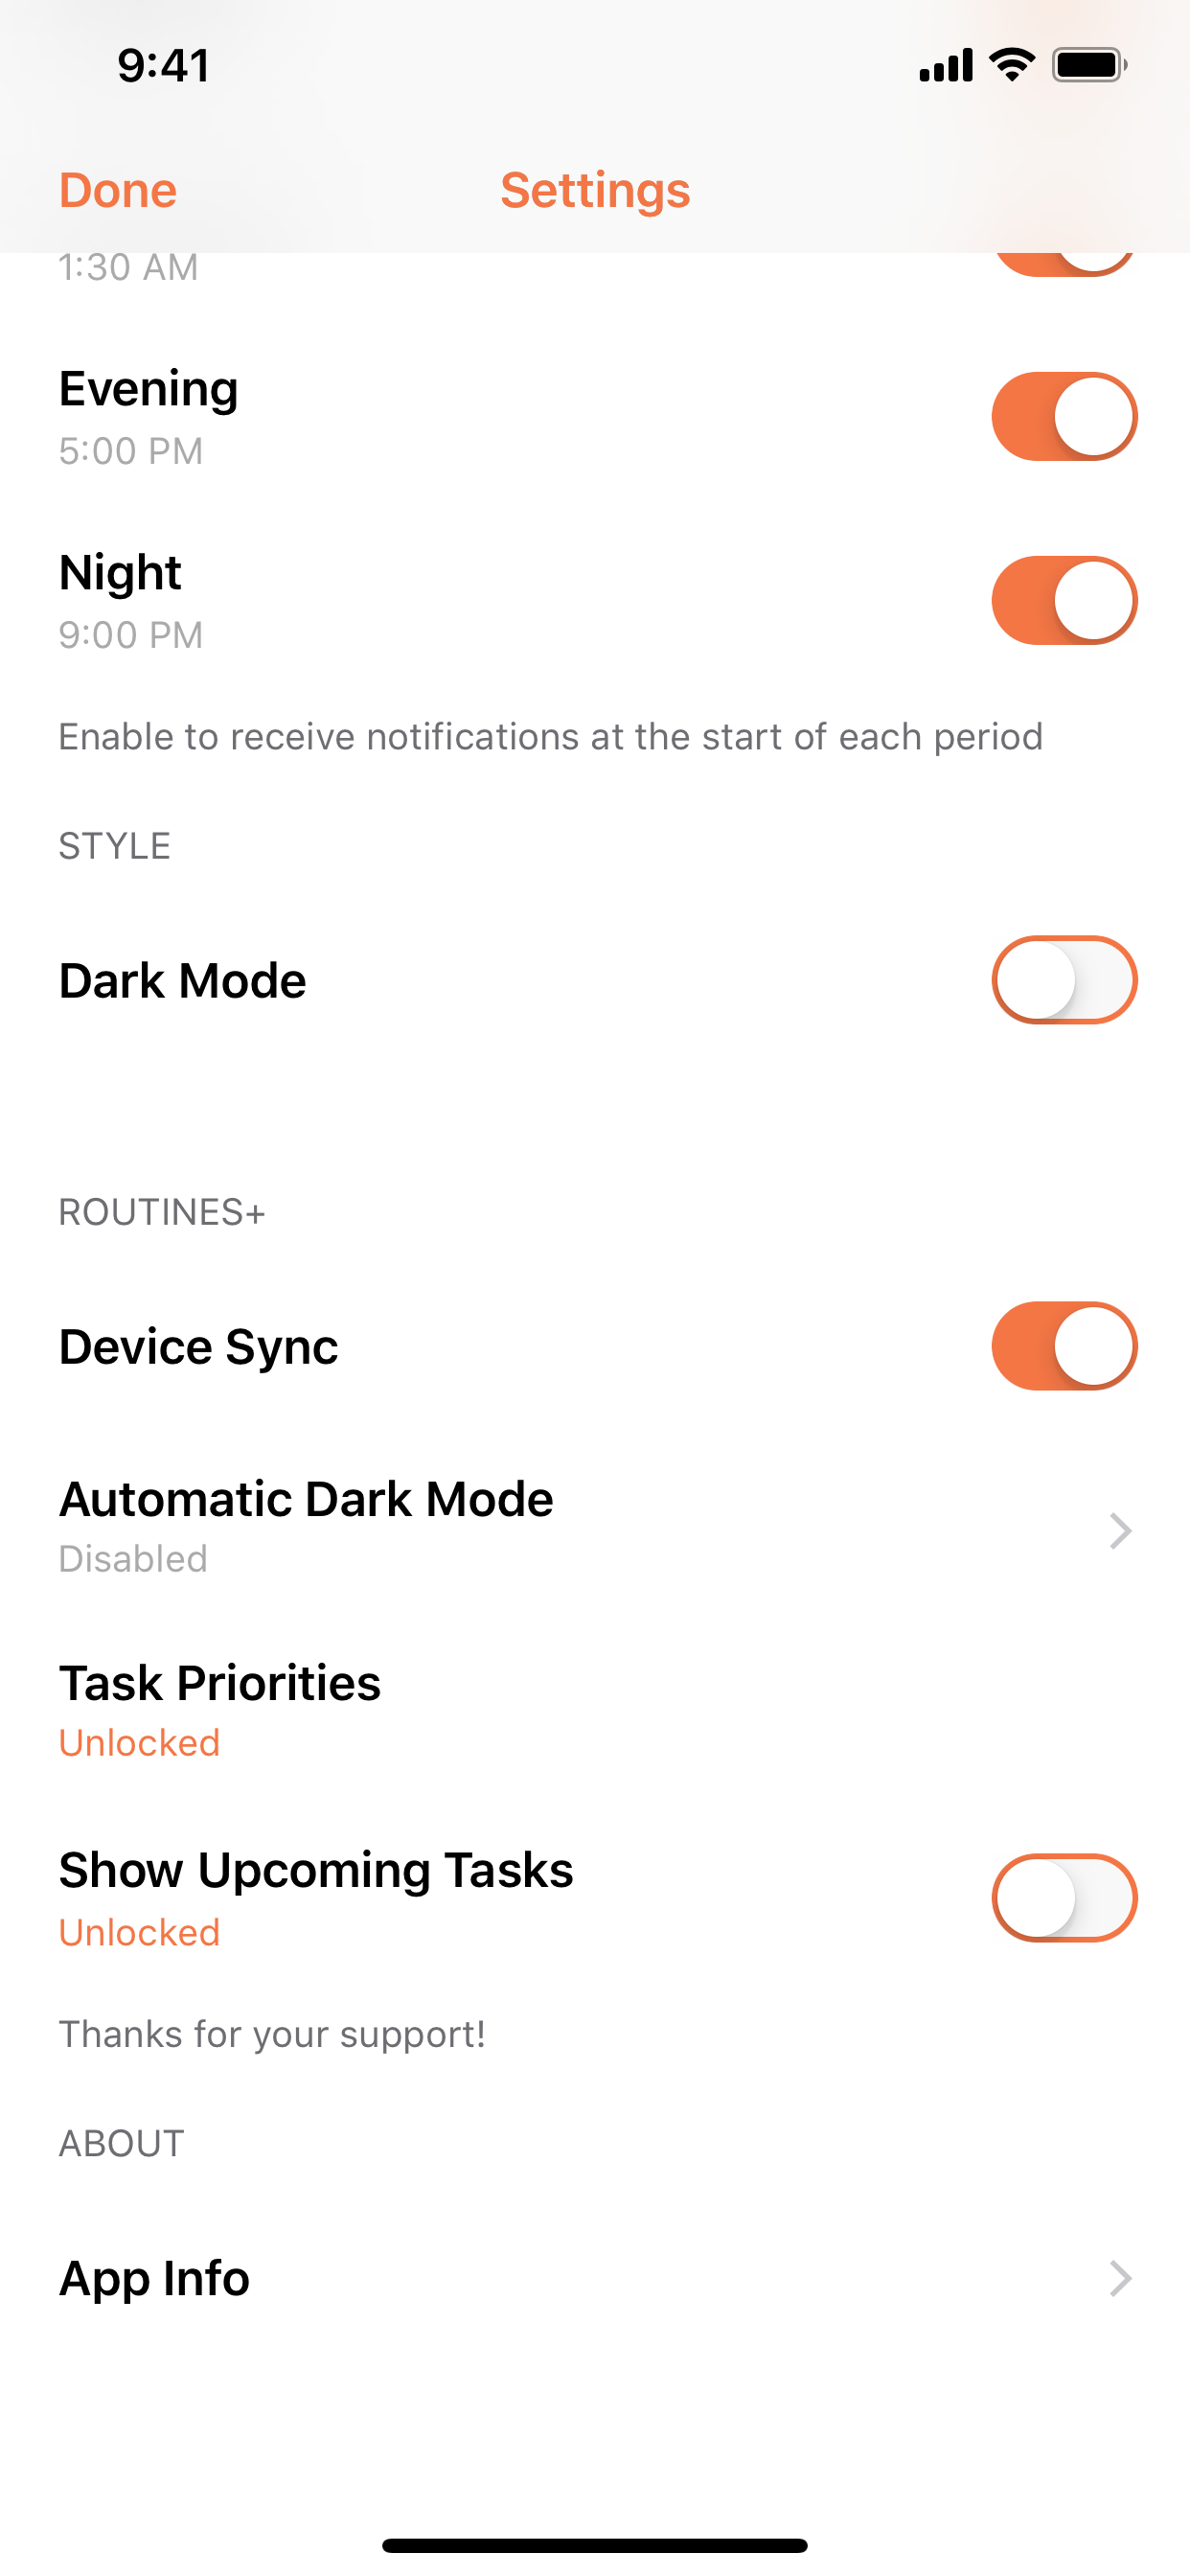 9:41
Done
Settings
1:30 AM
Evening
5:00 PM
Night
9:00 PM
Enable to receive notifications at the start of each period
STYLE
Dark Mode
ROUTINES+
Device Sync
Automatic Dark Mode
Disabled
Task Priorities
Unlocked
Show Upcoming Tasks
Unlocked
Thanks for your support!
ABOUT
App Info